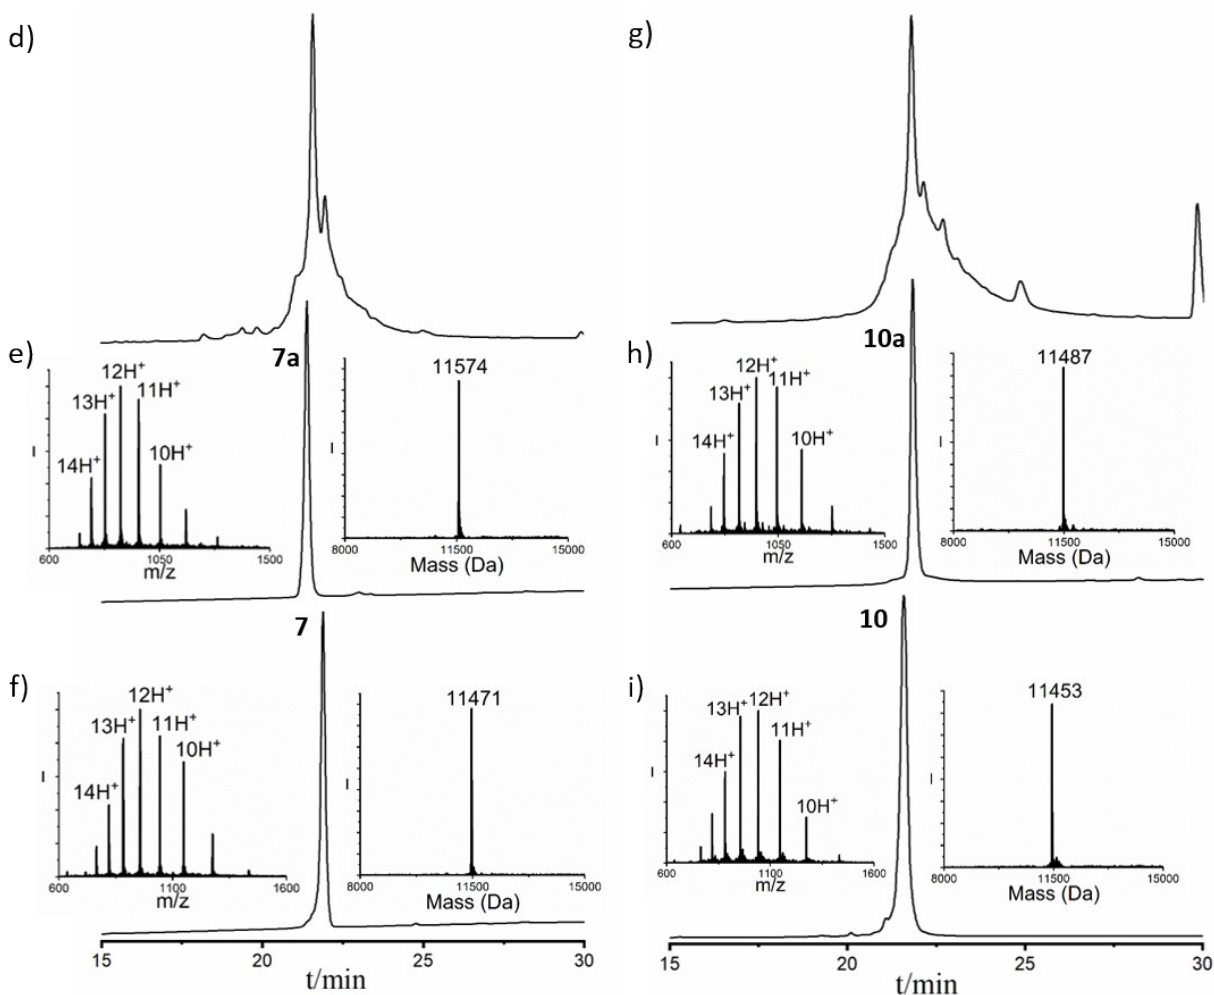 d)
g)
e)
7a
14H⁺
13H⁺
12H⁺
11H⁺
10H⁺
I
600
1050
1500
m/z
11574
I
8000
11500
15000
Mass (Da)
h)
10a
14H⁺
13H⁺
12H⁺
11H⁺
10H⁺
I
600
1050
1500
m/z
11487
I
8000
11500
15000
Mass (Da)
f)
7
14H⁺
13H⁺
12H⁺
11H⁺
10H⁺
I
600
1100
1600
m/z
11471
I
8000
11500
15000
Mass (Da)
i)
10
14H⁺
13H⁺
12H⁺
11H⁺
10H⁺
I
600
1100
1600
m/z
11453
I
8000
11500
15000
Mass (Da)
15
20
25
30
t/min
15
20
25
30
t/min